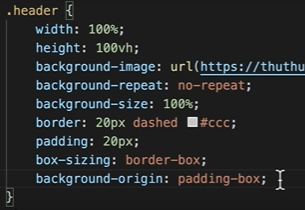 .header {
width: 100%;
height: 100vh;
background-image: url(https://thuthu
background-repeat: no-repeat;
background-size: 100%;
border: 20px dashed #ccc;
padding: 20px;
box-sizing: border-box;
background-origin: padding-box;
}